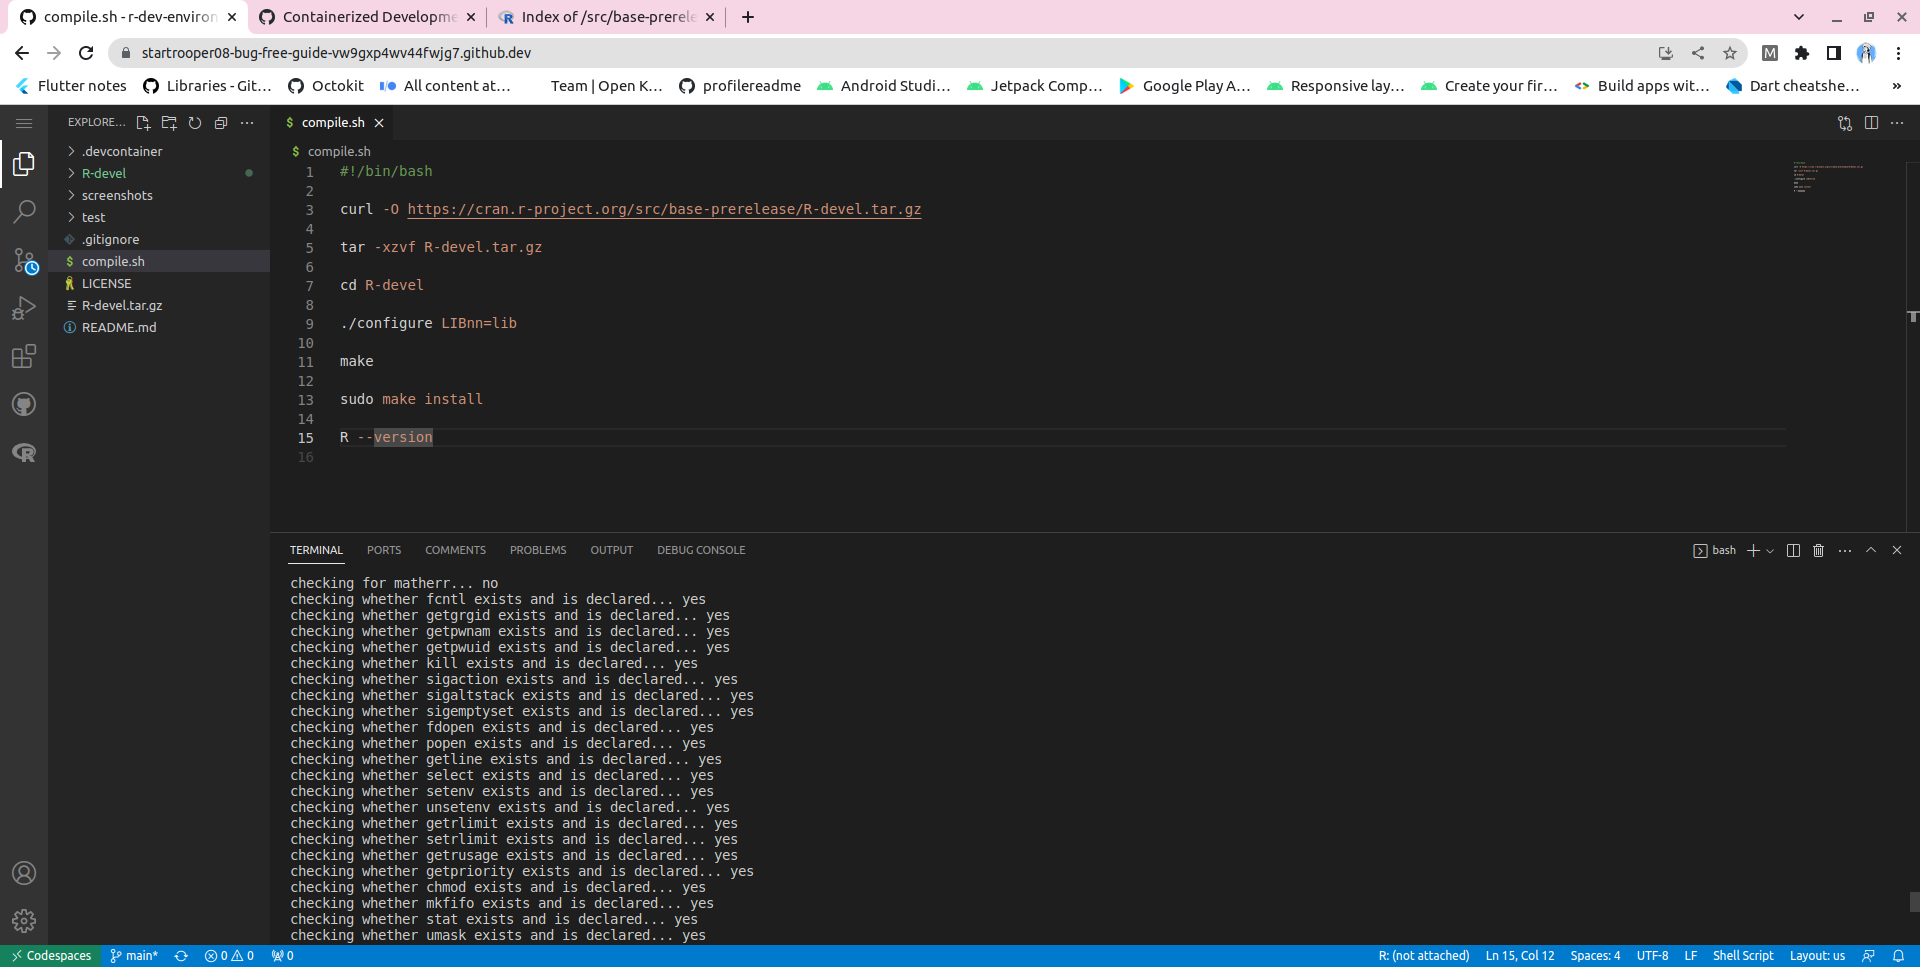 compile.sh - r-dev-environ
Containerized Developme
Index of /src/base-prerele
startrooper08-bug-free-guide-vw9gxp4wv44fwjg7.github.dev
M
Flutter notes
Libraries - Git...
Octokit
All content at...
Team | Open K...
profilereadme
Android Studi...
Jetpack Comp...
Google Play A...
Responsive lay...
Create your fir...
Build apps wit...
Dart cheatshe...
»
EXPLORE...
.devcontainer
R-devel
screenshots
test
.gitignore
$ compile.sh
LICENSE
R-devel.tar.gz
README.md
$ compile.sh
$ compile.sh
1 #!/bin/bash
2
3 curl -O https://cran.r-project.org/src/base-prerelease/R-devel.tar.gz
4
5 tar -xzvf R-devel.tar.gz
6
7 cd R-devel
8
9 ./configure LIBnn=lib
10
11 make
12
13 sudo make install
14
15 R --version
16
TERMINAL PORTS COMMENTS PROBLEMS OUTPUT DEBUG CONSOLE
bash
checking for matherr... no
checking whether fcntl exists and is declared... yes
checking whether getgrgid exists and is declared... yes
checking whether getpwnam exists and is declared... yes
checking whether getpwuid exists and is declared... yes
checking whether kill exists and is declared... yes
checking whether sigaction exists and is declared... yes
checking whether sigaltstack exists and is declared... yes
checking whether sigemptyset exists and is declared... yes
checking whether fdopen exists and is declared... yes
checking whether popen exists and is declared... yes
checking whether getline exists and is declared... yes
checking whether select exists and is declared... yes
checking whether setenv exists and is declared... yes
checking whether unsetenv exists and is declared... yes
checking whether getrlimit exists and is declared... yes
checking whether setrlimit exists and is declared... yes
checking whether getrusage exists and is declared... yes
checking whether getpriority exists and is declared... yes
checking whether chmod exists and is declared... yes
checking whether mkfifo exists and is declared... yes
checking whether stat exists and is declared... yes
checking whether umask exists and is declared... yes
Codespaces main* 0 0 0
R: (not attached) Ln 15, Col 12 Spaces: 4 UTF-8 LF Shell Script Layout: us